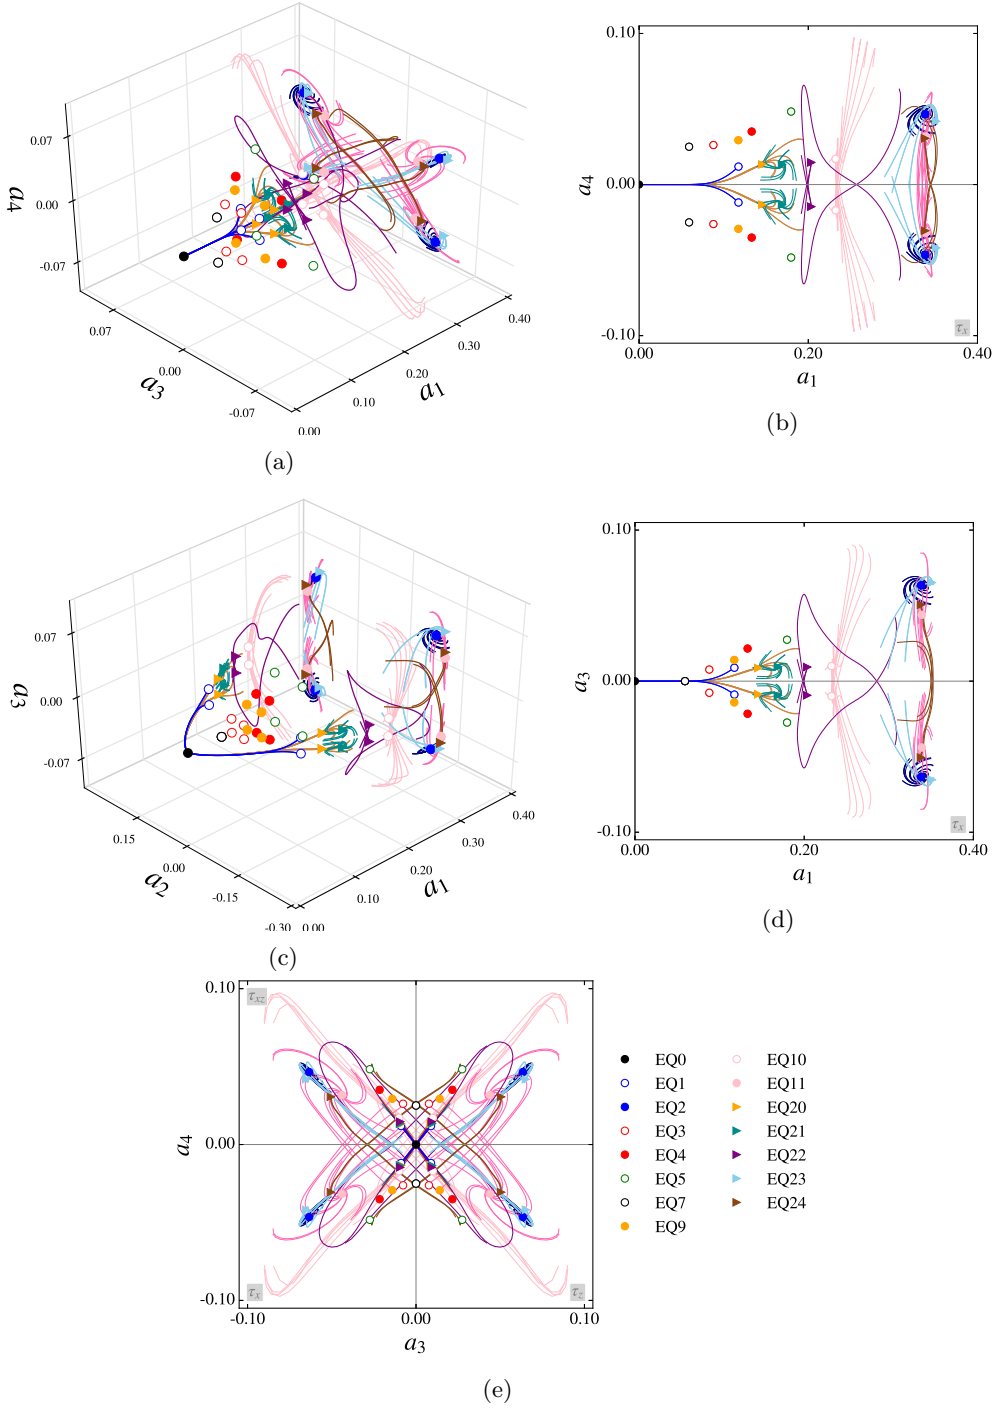 0.07
0.00
-0.07
a4
0.07
0.00
-0.07
a3
0.00
0.10
0.20
0.30
0.40
a1
(a)
0.10
0.00
-0.10
a4
0.00
0.20
0.40
a1
τx
(b)
0.07
0.00
-0.07
a3
0.15
0.00
-0.15
-0.30
a2
0.00
0.10
0.20
0.30
0.40
a1
(c)
0.10
0.00
-0.10
a3
0.00
0.20
0.40
a1
τx
(d)
0.10
0.00
-0.10
a4
τxz
τx
τz
-0.10
0.00
0.10
a3
EQ0
EQ1
EQ2
EQ3
EQ4
EQ5
EQ7
EQ9
EQ10
EQ11
EQ20
EQ21
EQ22
EQ23
EQ24
(e)